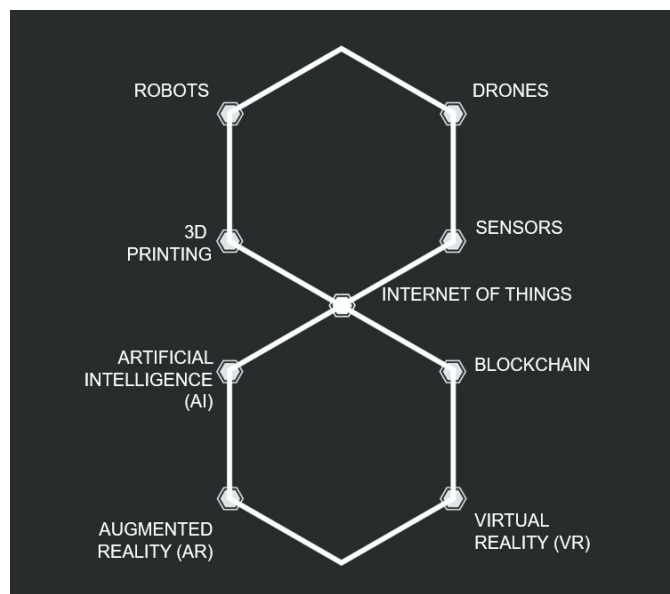 ROBOTS
DRONES
3D
PRINTING
SENSORS
INTERNET OF THINGS
ARTIFICIAL
INTELLIGENCE
(AI)
BLOCKCHAIN
AUGMENTED
REALITY (AR)
VIRTUAL
REALITY (VR)